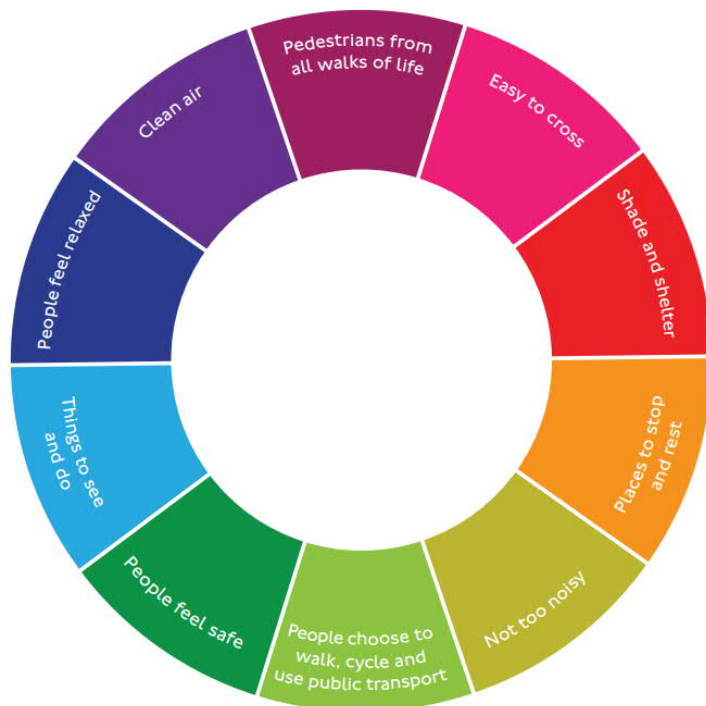 Pedestrians from
all walks of life
Easy to cross
Shade and shelter
Places to stop
and rest
Not too noisy
People choose to
walk, cycle and
use public transport
People feel safe
Things to see
and do
People feel relaxed
Clean air